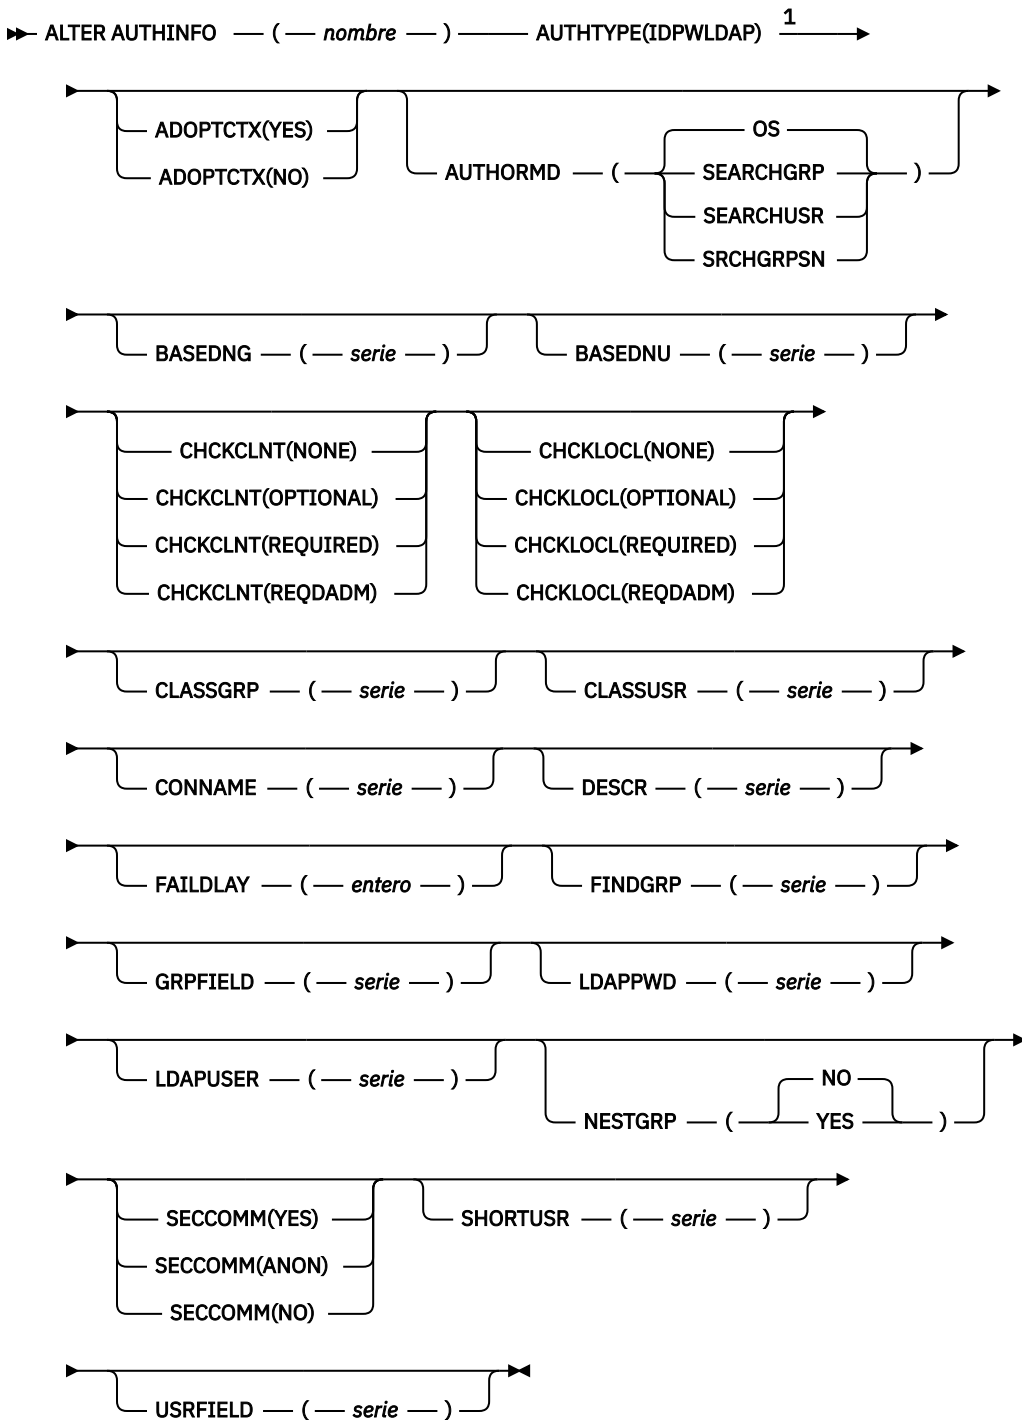 ALTER AUTHINFO ( nombre ) AUTHTYPE(IDPWLDAP) 1
ADOPTCTX(YES)
ADOPTCTX(NO)
AUTHORMD ( OS
SEARCHGRP )
SEARCHUSR
SRCHGRPSN
BASEDNG ( serie ) BASEDNU ( serie )
CHCKCLNT(NONE)
CHCKCLNT(OPTIONAL)
CHCKCLNT(REQUIRED)
CHCKCLNT(REQDADM)
CHCKLOCL(NONE)
CHCKLOCL(OPTIONAL)
CHCKLOCL(REQUIRED)
CHCKLOCL(REQDADM)
CLASSGRP ( serie ) CLASSUSR ( serie )
CONNAME ( serie ) DESCR ( serie )
FAILDLAY ( entero ) FINDGRP ( serie )
GRPFIELD ( serie ) LDAPPWD ( serie )
LDAPUSER ( serie )
NESTGRP ( NO
YES )
SECCOMM(YES)
SECCOMM(ANON)
SECCOMM(NO)
SHORTUSR ( serie )
USRFIELD ( serie )